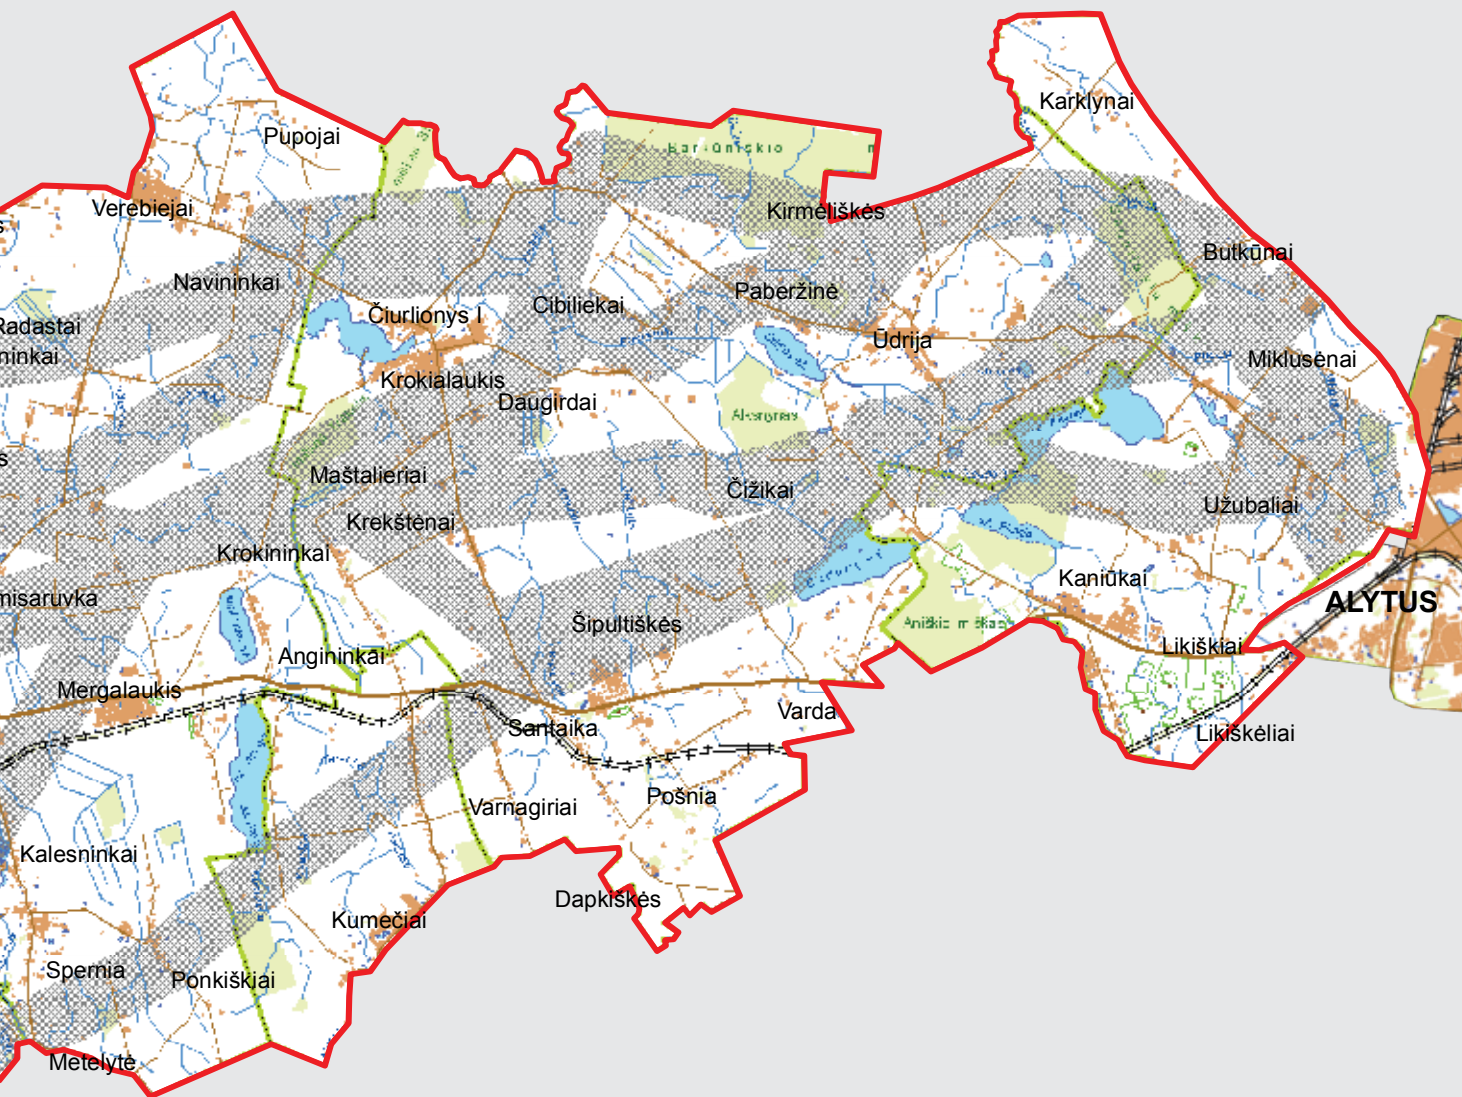 Karklynai
Pupojai
Verebiejai
Kirmėliškės
Butkūnai
Navininkai
Paberžinė
Cibiliekai
Čiurlionys I
Radastai
Ūdrija
ninkai
Miklusėnai
Krokialaukis
Daugirdai
Alksnynas
Maštalieriai
Čižikai
Užubaliai
Krekštėnai
Krokininkai
Kaniūkai
misaruvka
ALYTUS
Šipultiškės
Likiškiai
Angininkai
Mergalaukis
Varda
Santaika
Likiškėliai
Pošnia
Varnagiriai
Kalesninkai
Dapkiškės
Kumečiai
Spernia
Ponkiškiai
Metelytė